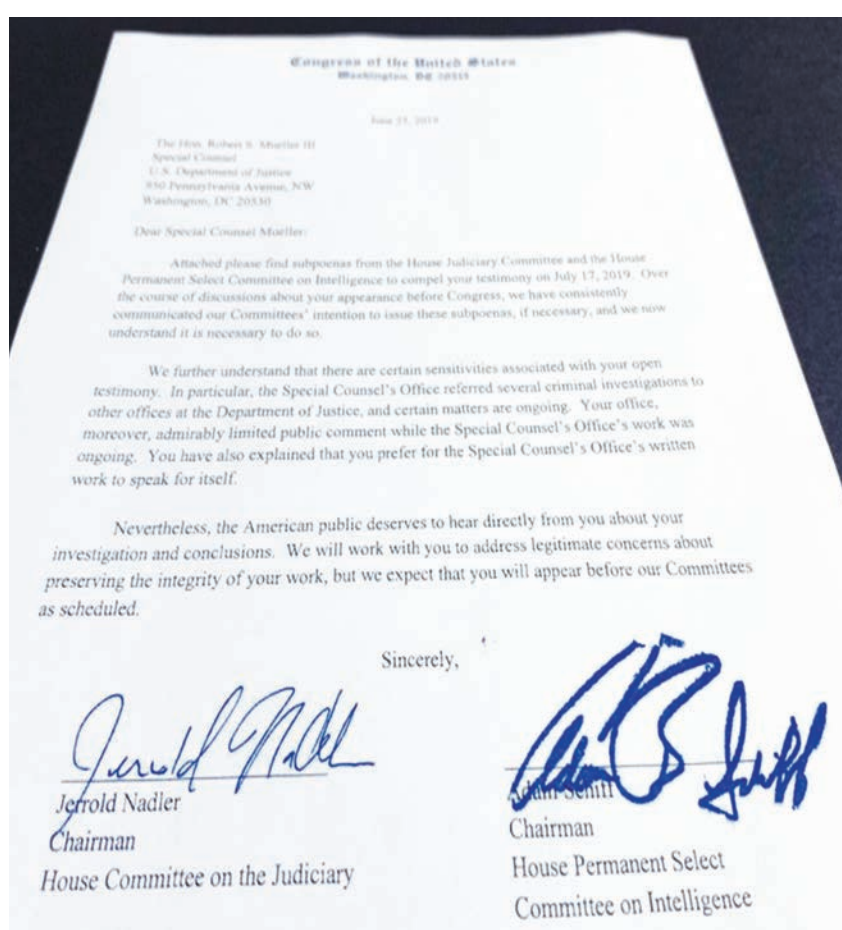 Congress of the United States
Washington, DC 20515
June 25, 2019
The Hon. Robert S. Mueller III
Special Counsel
U.S. Department of Justice
950 Pennsylvania Avenue, NW
Washington, DC 20530
Dear Special Counsel Mueller:
Attached please find subpoenas from the House Judiciary Committee and the House
Permanent Select Committee on Intelligence to compel your testimony on July 17, 2019. Over
the course of discussions about your appearance before Congress, we have consistently
communicated our Committees' intention to issue these subpoenas, if necessary, and we now
understand it is necessary to do so.
We further understand that there are certain sensitivities associated with your open
testimony. In particular, the Special Counsel's Office referred several criminal investigations to
other offices at the Department of Justice, and certain matters are ongoing. Your office,
moreover, admirably limited public comment while the Special Counsel's Office's work was
ongoing. You have also explained that you prefer for the Special Counsel's Office's written
work to speak for itself.
Nevertheless, the American public deserves to hear directly from you about your
investigation and conclusions. We will work with you to address legitimate concerns about
preserving the integrity of your work, but we expect that you will appear before our Committees
as scheduled.
Sincerely,
Jerrold Nadler
Adam B Schiff
Jerrold Nadler
Adam Schiff
Chairman
Chairman
House Committee on the Judiciary
House Permanent Select
Committee on Intelligence